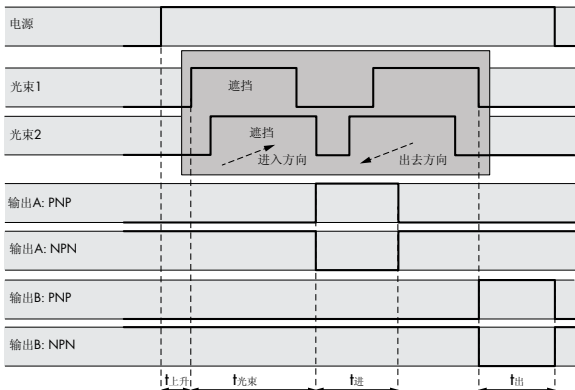 电源
光束1
遮挡
光束2
遮挡
进入方向
出去方向
输出A: PNP
输出A: NPN
输出B: PNP
输出B: NPN
t上升
t光束
t进
t出